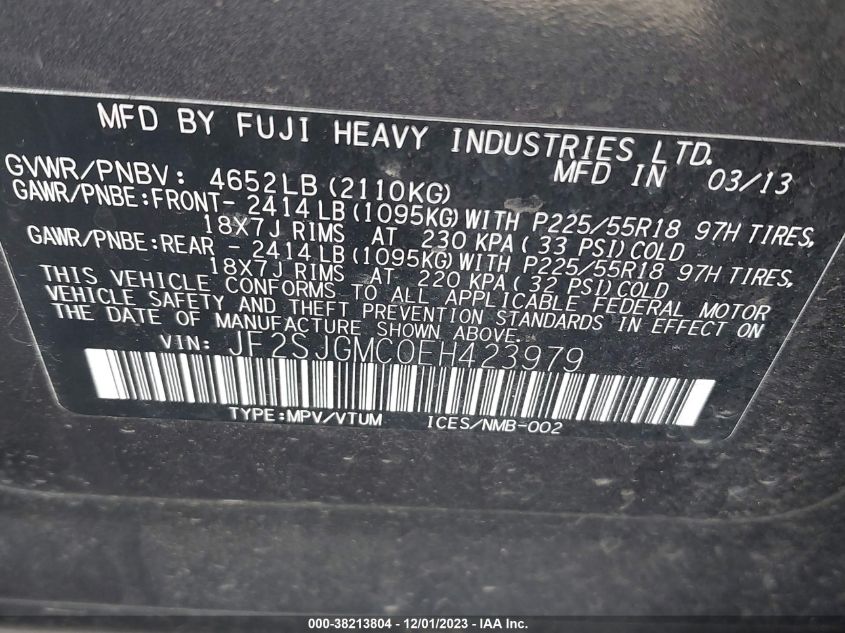 MFD BY FUJI HEAVY INDUSTRIES LTD.
MFD IN 03/13
GVWR/PNBV: 4652LB (2110KG)
GAWR/PNBE:FRONT- 2414 LB (1095KG) WITH P225/55R18 97H TIRES,
18X7J RIMS AT 230 KPA ( 33 PSI) COLD
GAWR/PNBE:REAR - 2414 LB (1095KG) WITH P225/55R18 97H TIRES,
18X7J RIMS AT 220 KPA ( 32 PSI) COLD
THIS VEHICLE CONFORMS TO ALL APPLICABLE FEDERAL MOTOR
VEHICLE SAFETY AND THEFT PREVENTION STANDARDS IN EFFECT ON
THE DATE OF MANUFACTURE SHOWN ABOVE.
VIN: JF2SJGMC0EH423979
TYPE:MPV/VTUM ICES/NMB-002
000-38213804 - 12/01/2023 - IAA Inc.